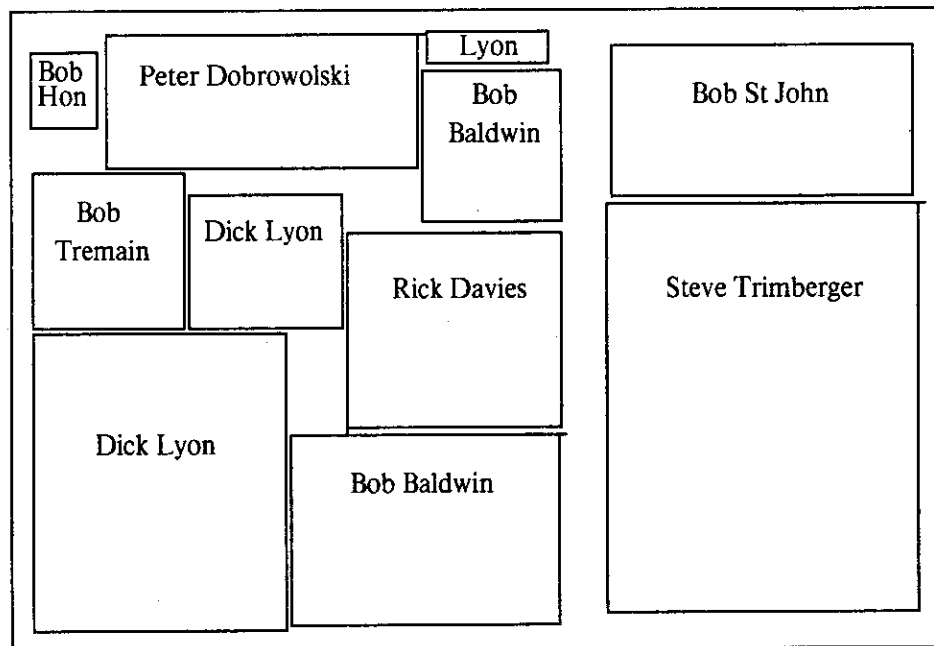 Bob
Hon
Peter Dobrowolski
Lyon
Bob
Baldwin
Bob St John
Bob
Tremain
Dick Lyon
Rick Davies
Steve Trimberger
Dick Lyon
Bob Baldwin